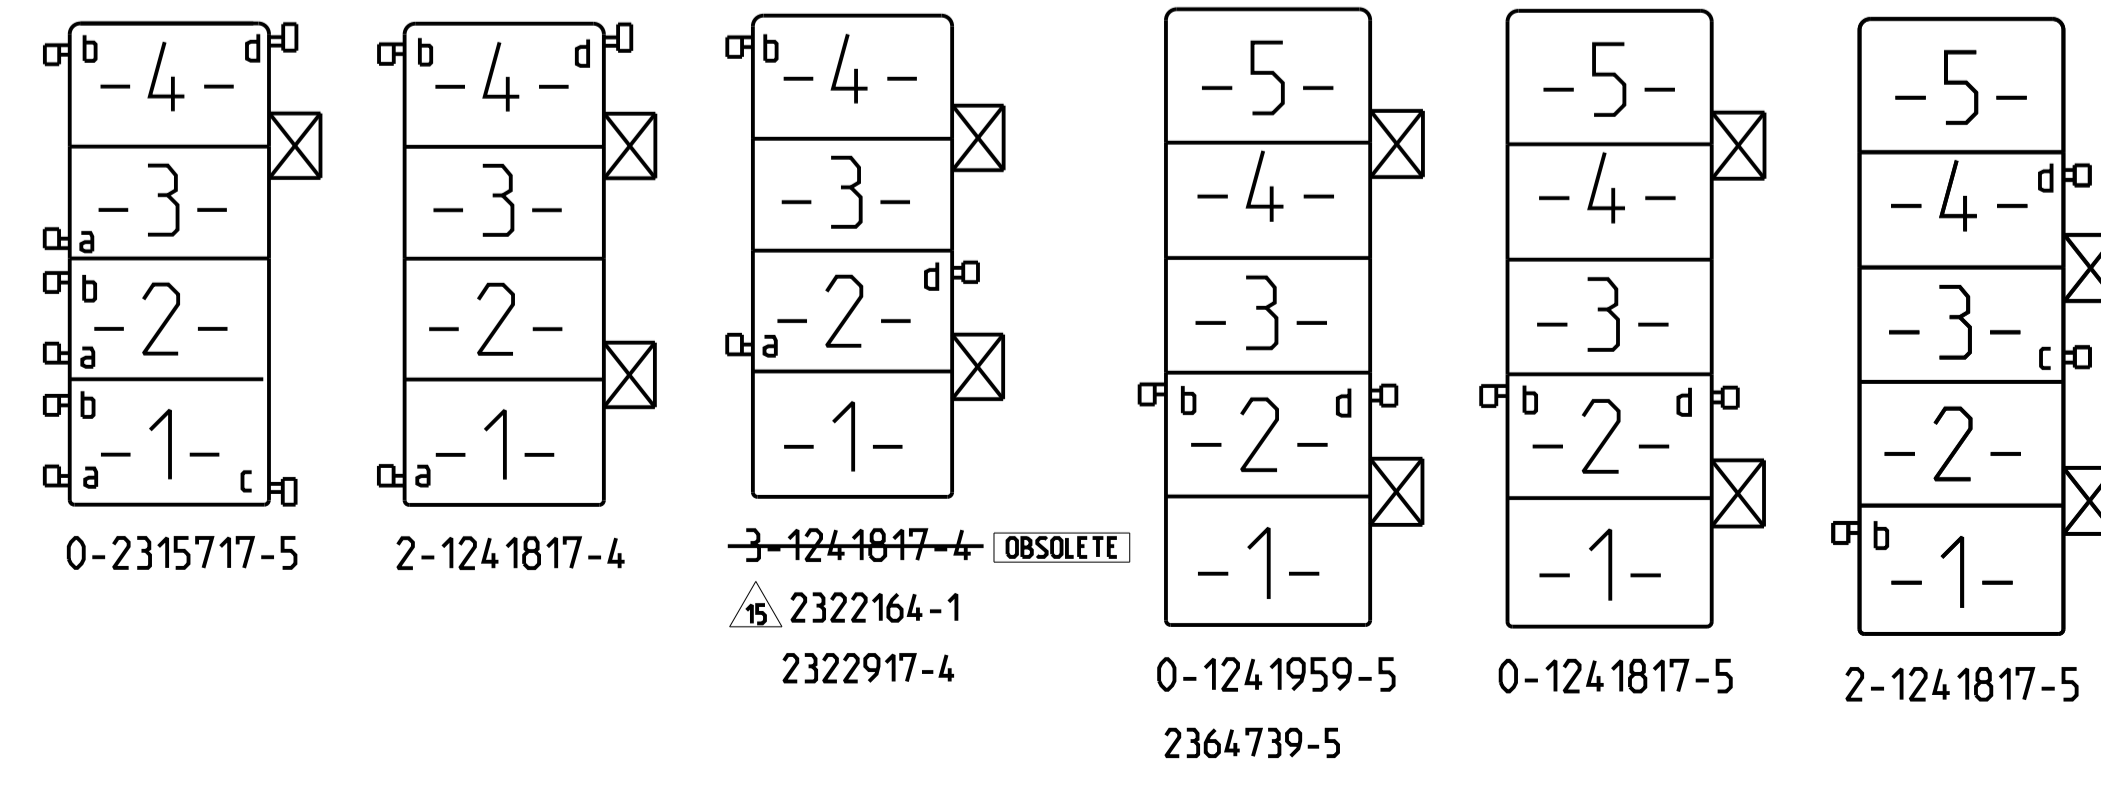 b -4- d
-3-
a
b
-2-
a
b
-1-
a c
0-2315717-5
b -4- d
-3-
-2-
a -1-
2-1241817-4
b -4-
-3-
d
-2-
a
-1-
3-1241817-4 OBSOLETE
15 2322164-1
2322917-4
-5-
-4-
-3-
b d
-2-
-1-
0-1241959-5
2364739-5
-5-
-4-
-3-
b d
-2-
-1-
0-1241817-5
-5-
d
-4-
-3-
c
-2-
b
-1-
2-1241817-5